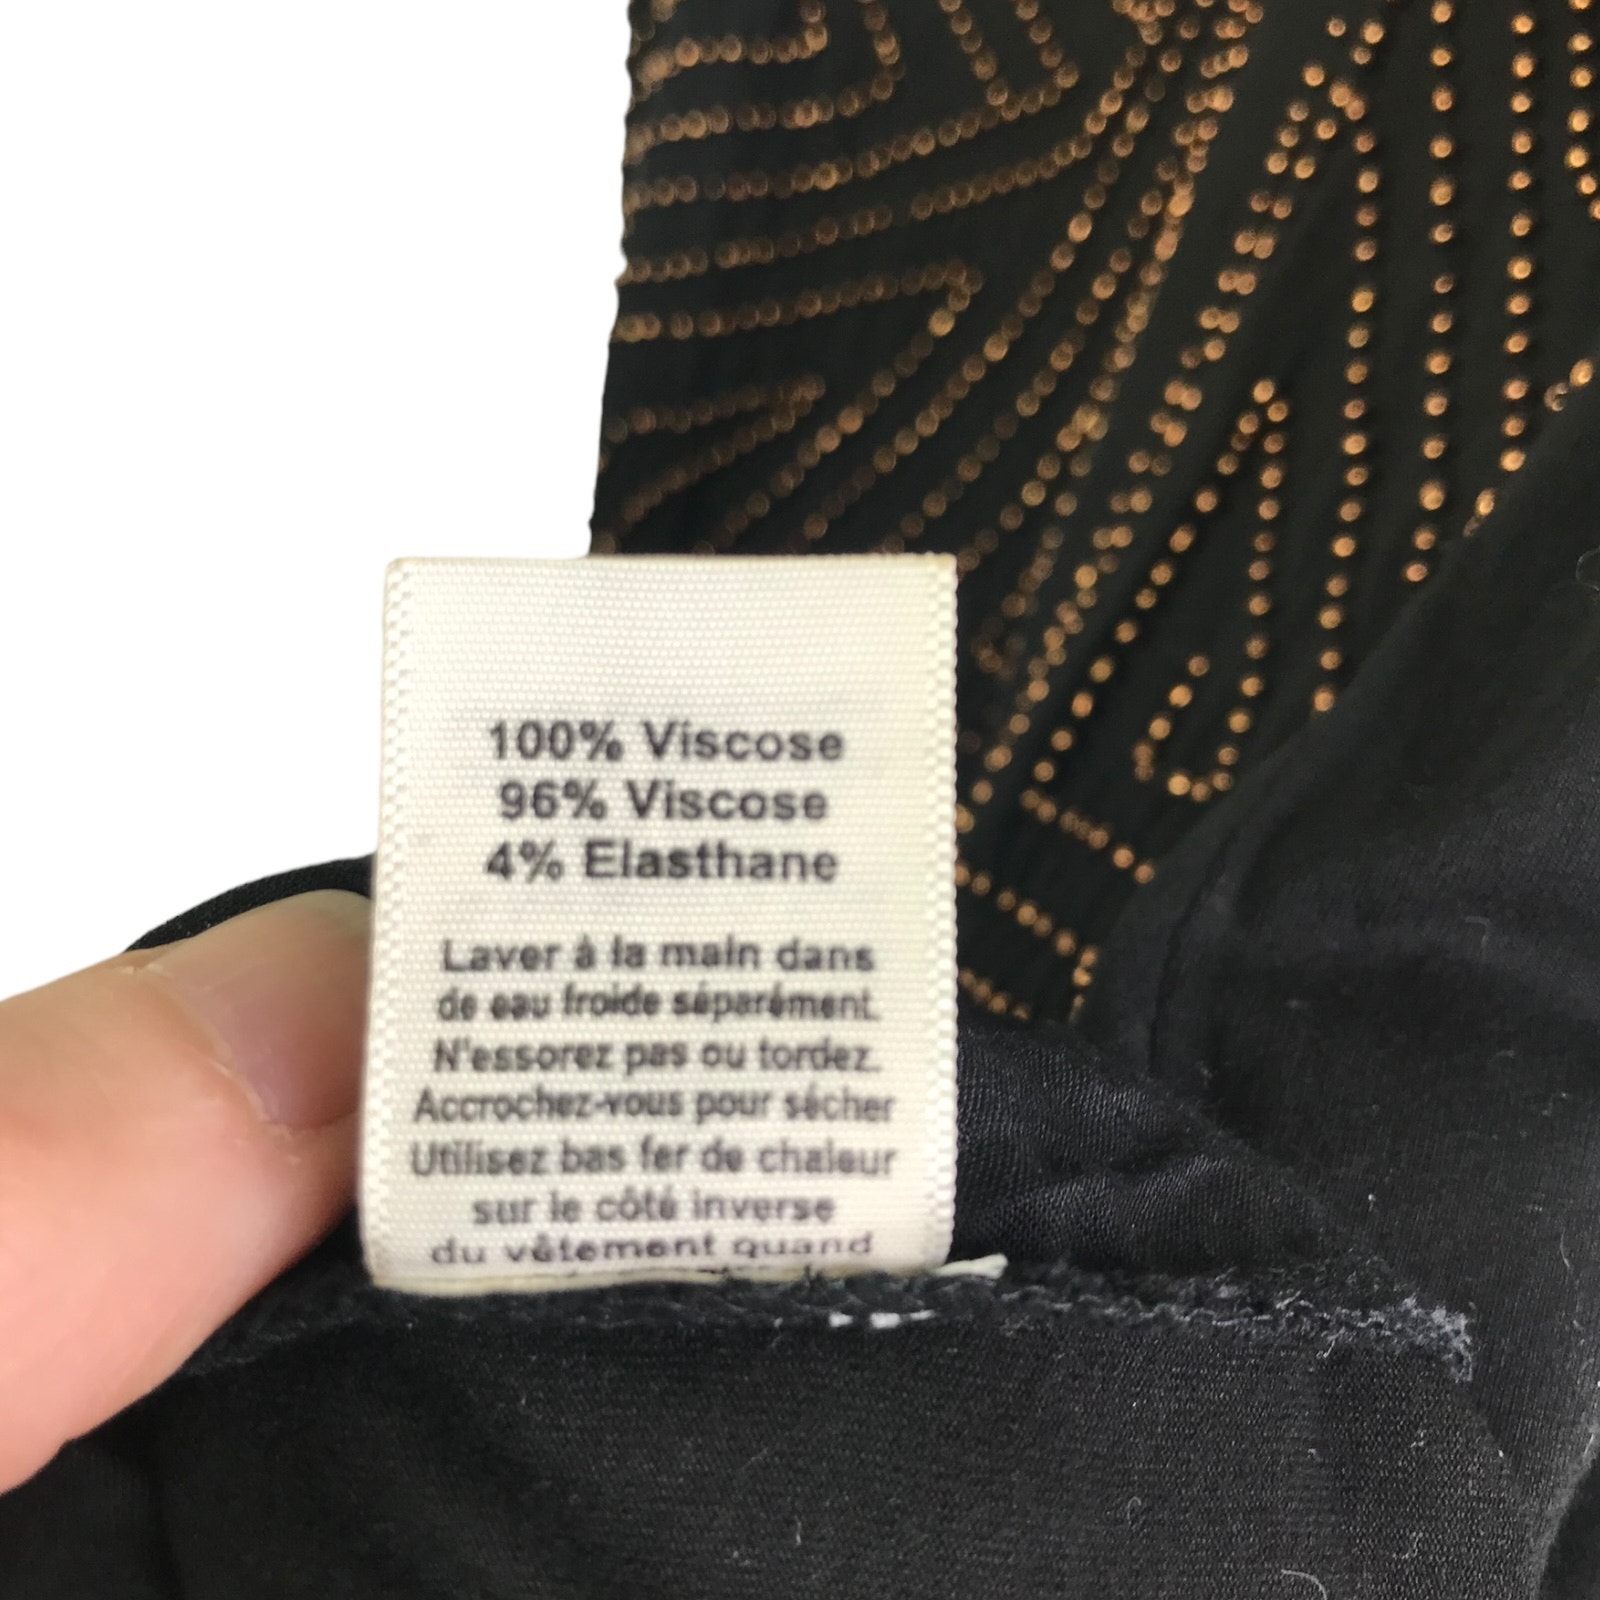 100% Viscose
96% Viscose
4% Elasthane
Laver à la main dans
de eau froide séparément.
N'essorez pas ou tordez.
Accrochez-vous pour sécher
Utilisez bas fer de chaleur
sur le côté inverse
du vêtement quand